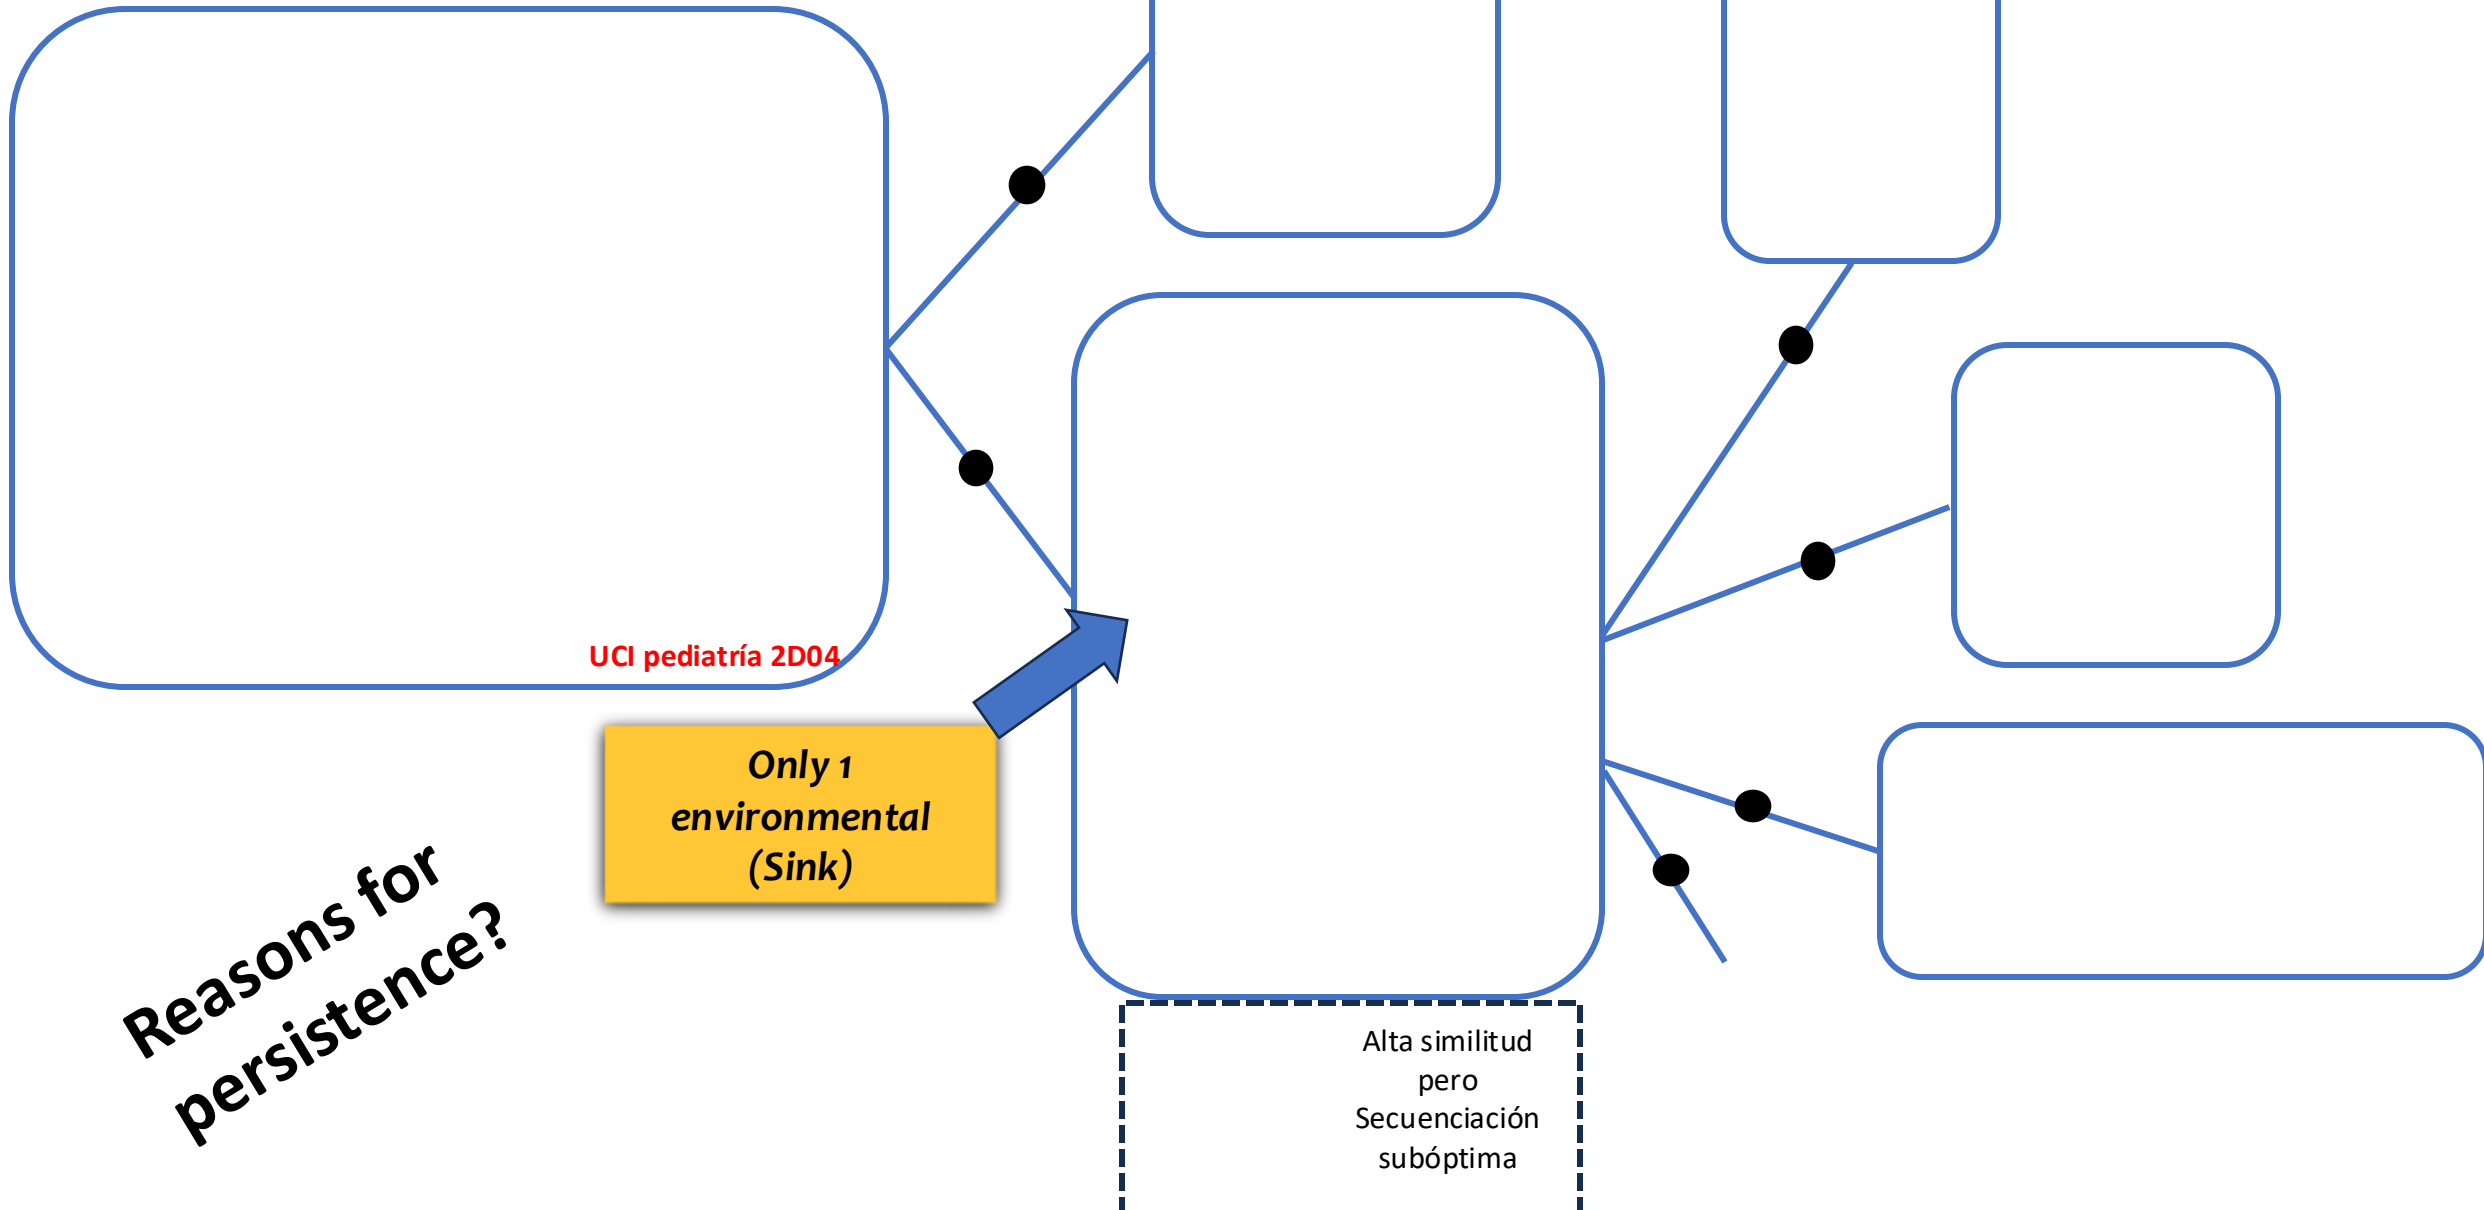 UCI pediatría 2D04
Only 1
environmental
(Sink)
Reasons for
persistence?
Alta similitud
pero
Secuenciación
subóptima